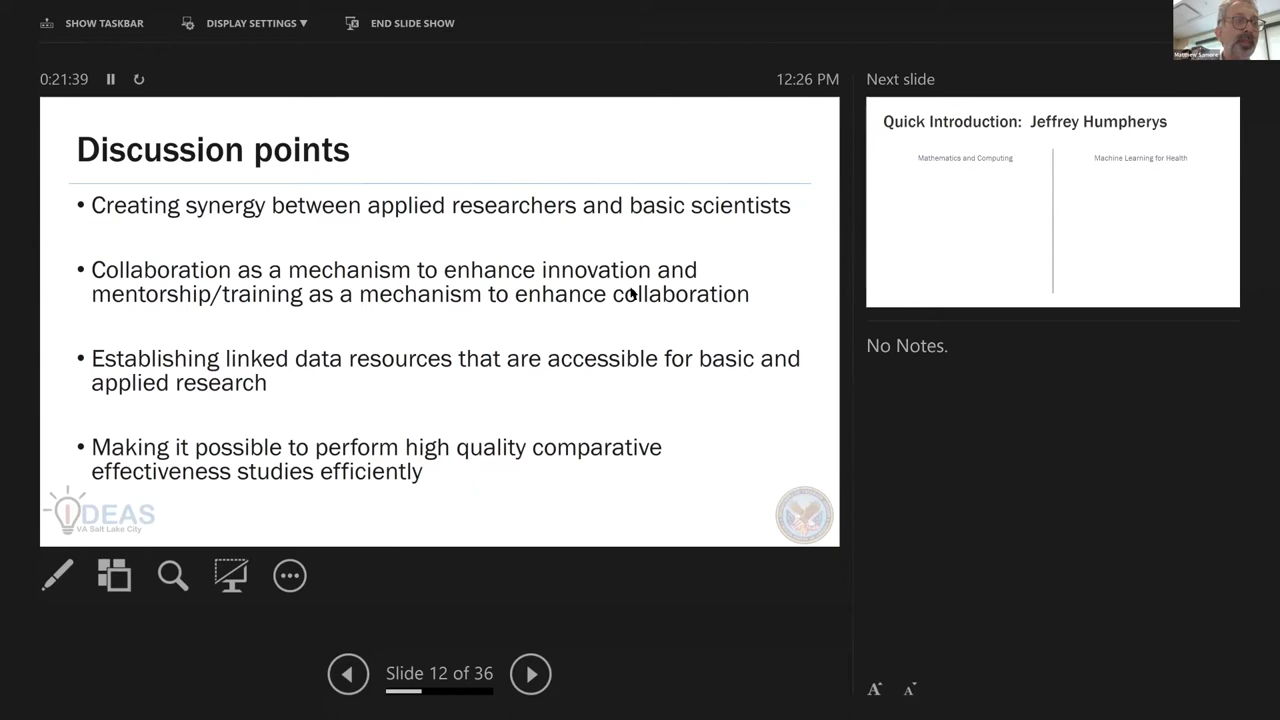 SHOW TASKBAR
DISPLAY SETTINGS ▼
END SLIDE SHOW
Matthew Samore
0:21:39
12:26 PM
Discussion points
• Creating synergy between applied researchers and basic scientists
• Collaboration as a mechanism to enhance innovation and
mentorship/training as a mechanism to enhance collaboration
• Establishing linked data resources that are accessible for basic and
applied research
• Making it possible to perform high quality comparative
effectiveness studies efficiently
IDEAS
VA Salt Lake City
Slide 12 of 36
Next slide
Quick Introduction: Jeffrey Humpherys
Mathematics and Computing
Machine Learning for Health
No Notes.
A A